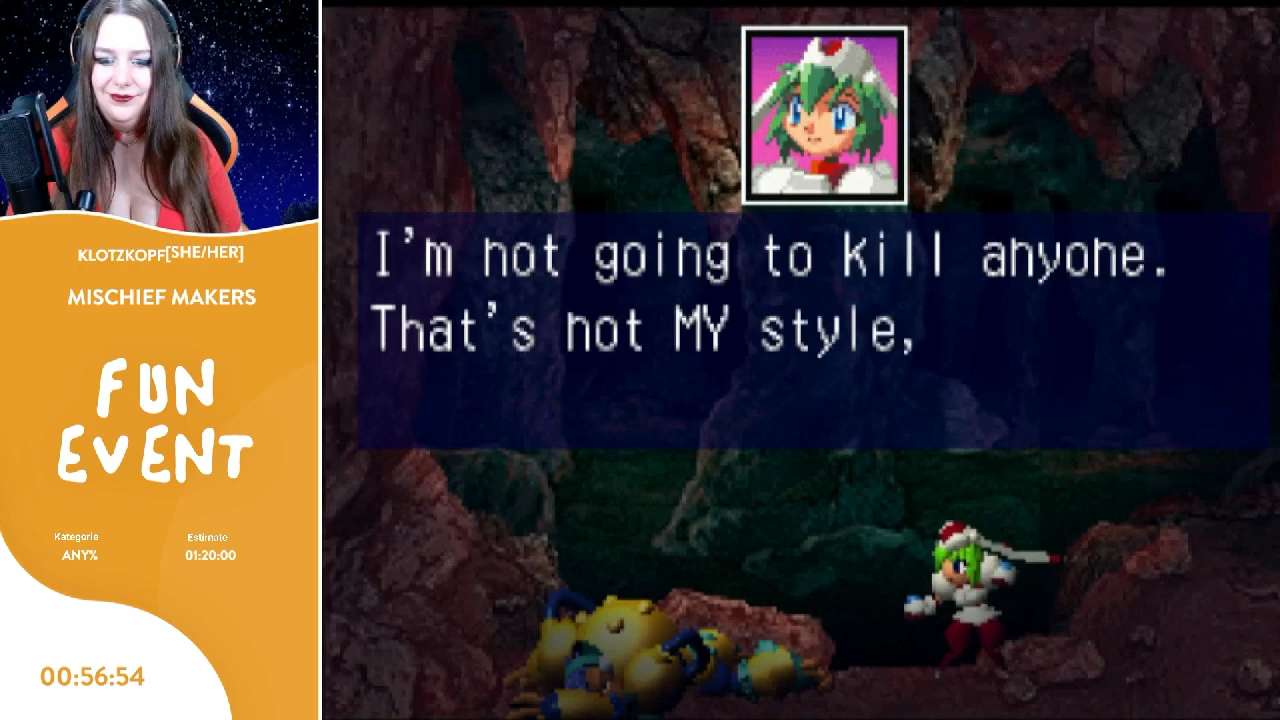 KLOTZKOPF[SHE/HER]
MISCHIEF MAKERS
FUN
EVENT
Kategorie
Estimate
ANY%
01:20:00
00:56:54
I'm not going to kill anyone.
That's not MY style,